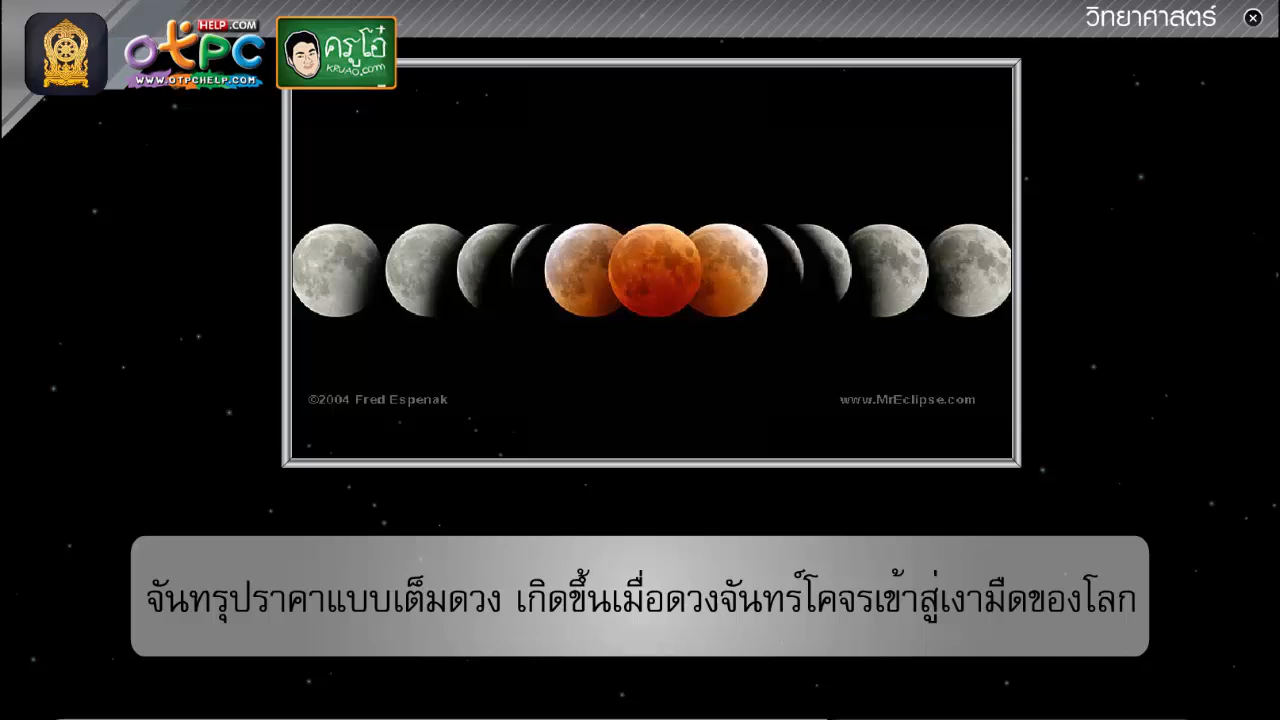 วิทยาศาสตร์
HELP.COM
OTPC
WWW.OTPCHELP.COM
ครูโอ๋
KRUAO.COM
©2004 Fred Espenak
www.MrEclipse.com
จันทรุปราคาแบบเต็มดวง เกิดขึ้นเมื่อดวงจันทร์โคจรเข้าสู่เงามืดของโลก